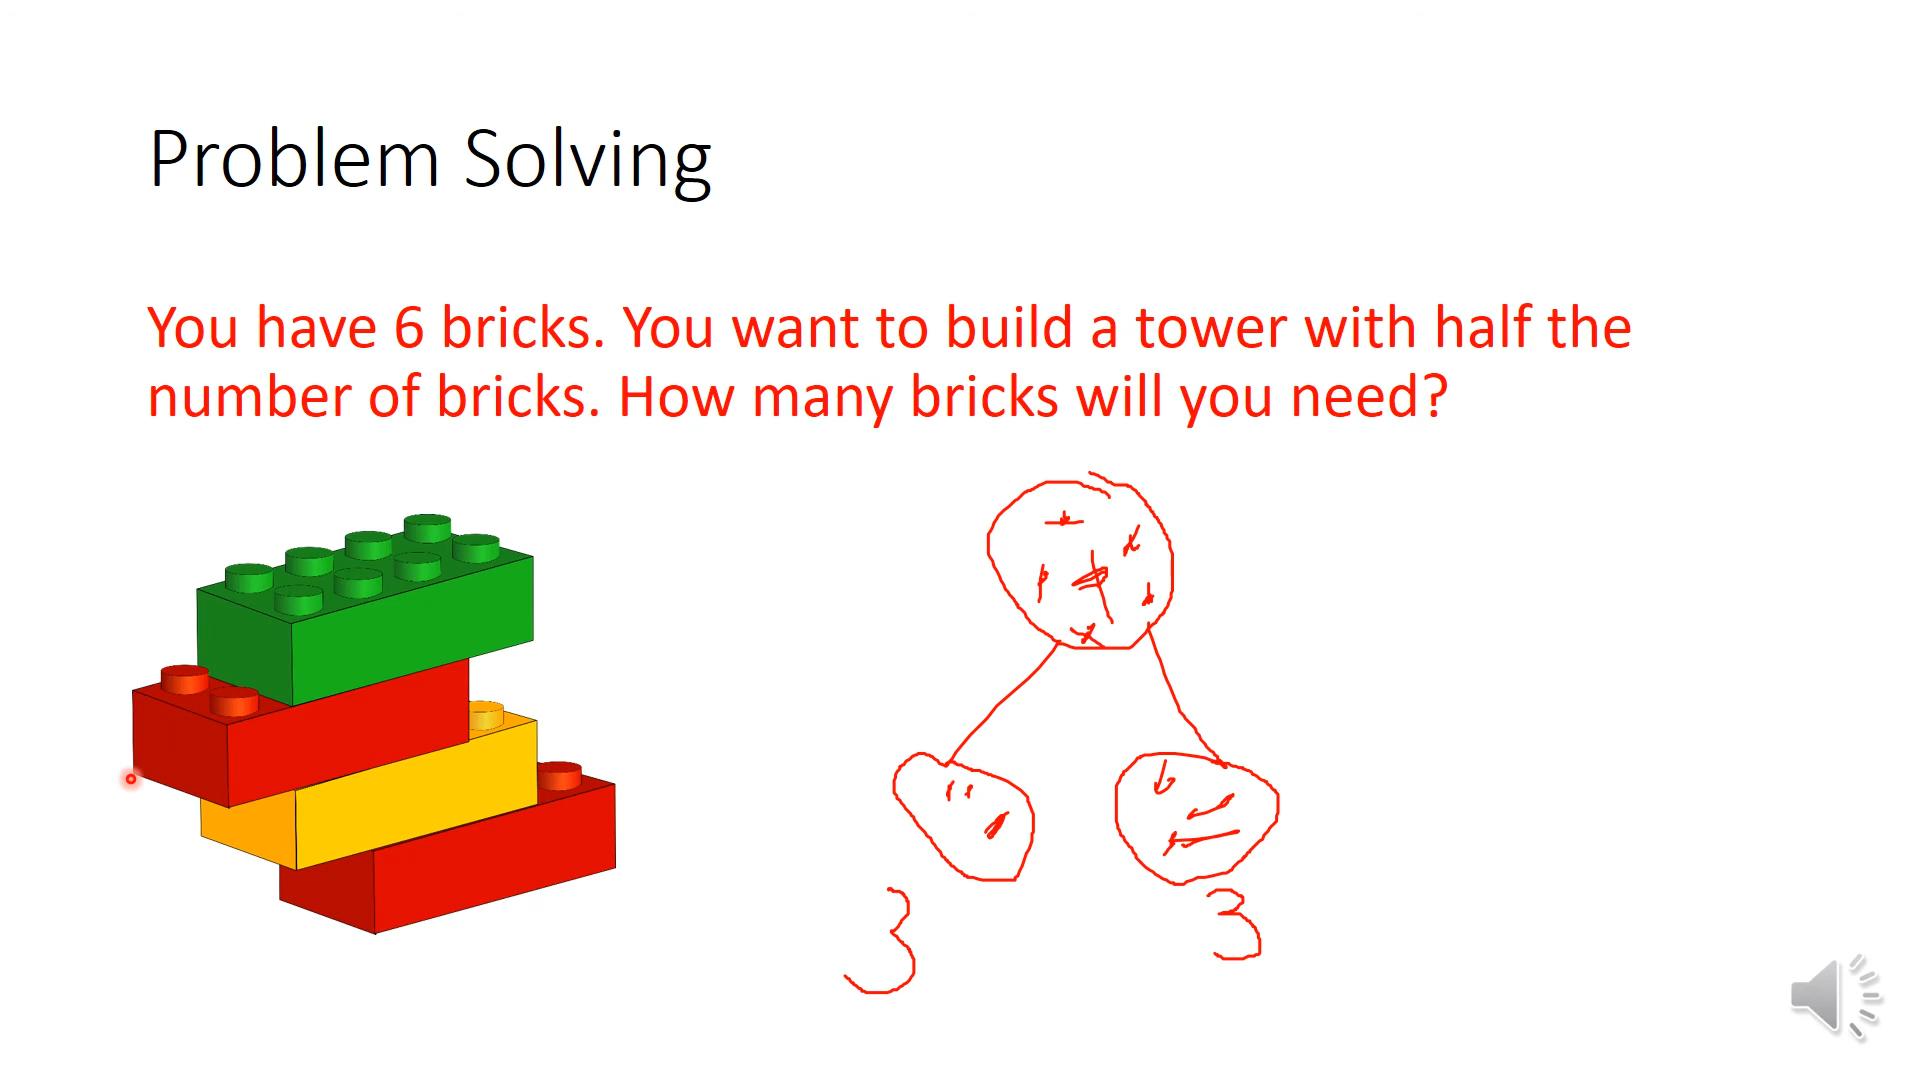 Problem Solving
You have 6 bricks. You want to build a tower with half the
number of bricks. How many bricks will you need?
3 3